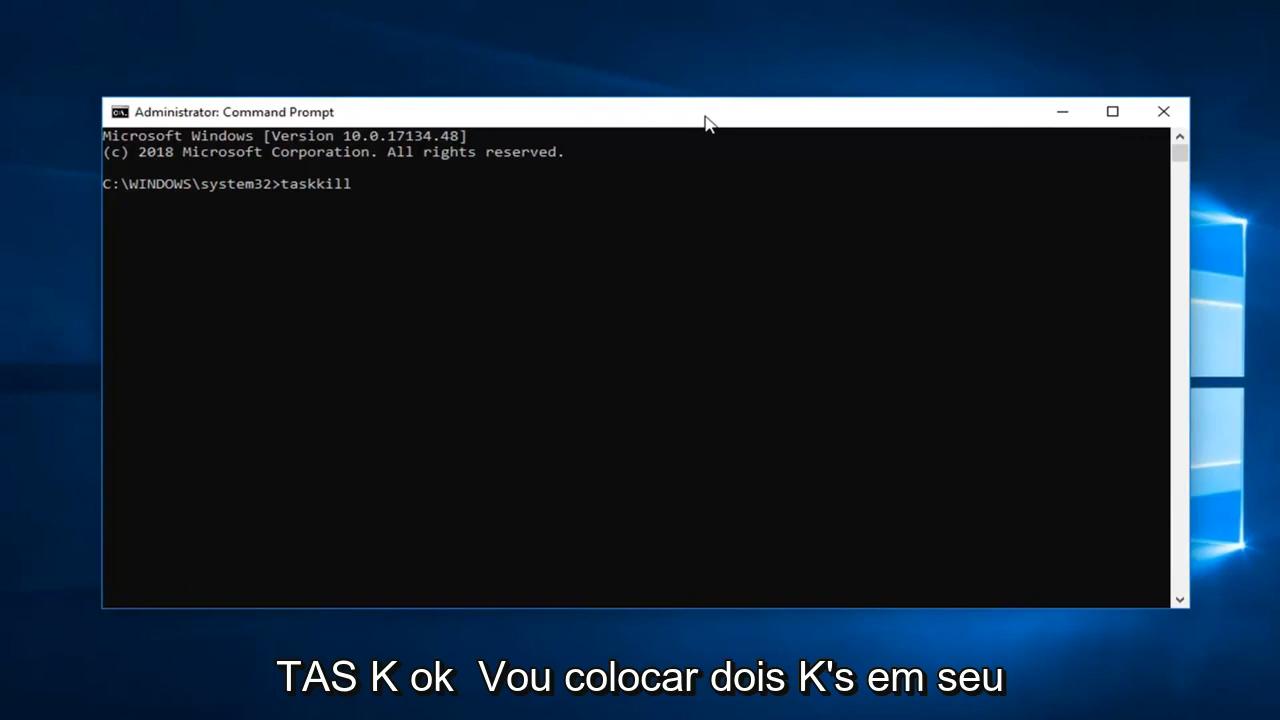 Administrator: Command Prompt
Microsoft Windows [Version 10.0.17134.48]
(c) 2018 Microsoft Corporation. All rights reserved.
C:\WINDOWS\system32>taskkill
TAS K ok  Vou colocar dois K's em seu